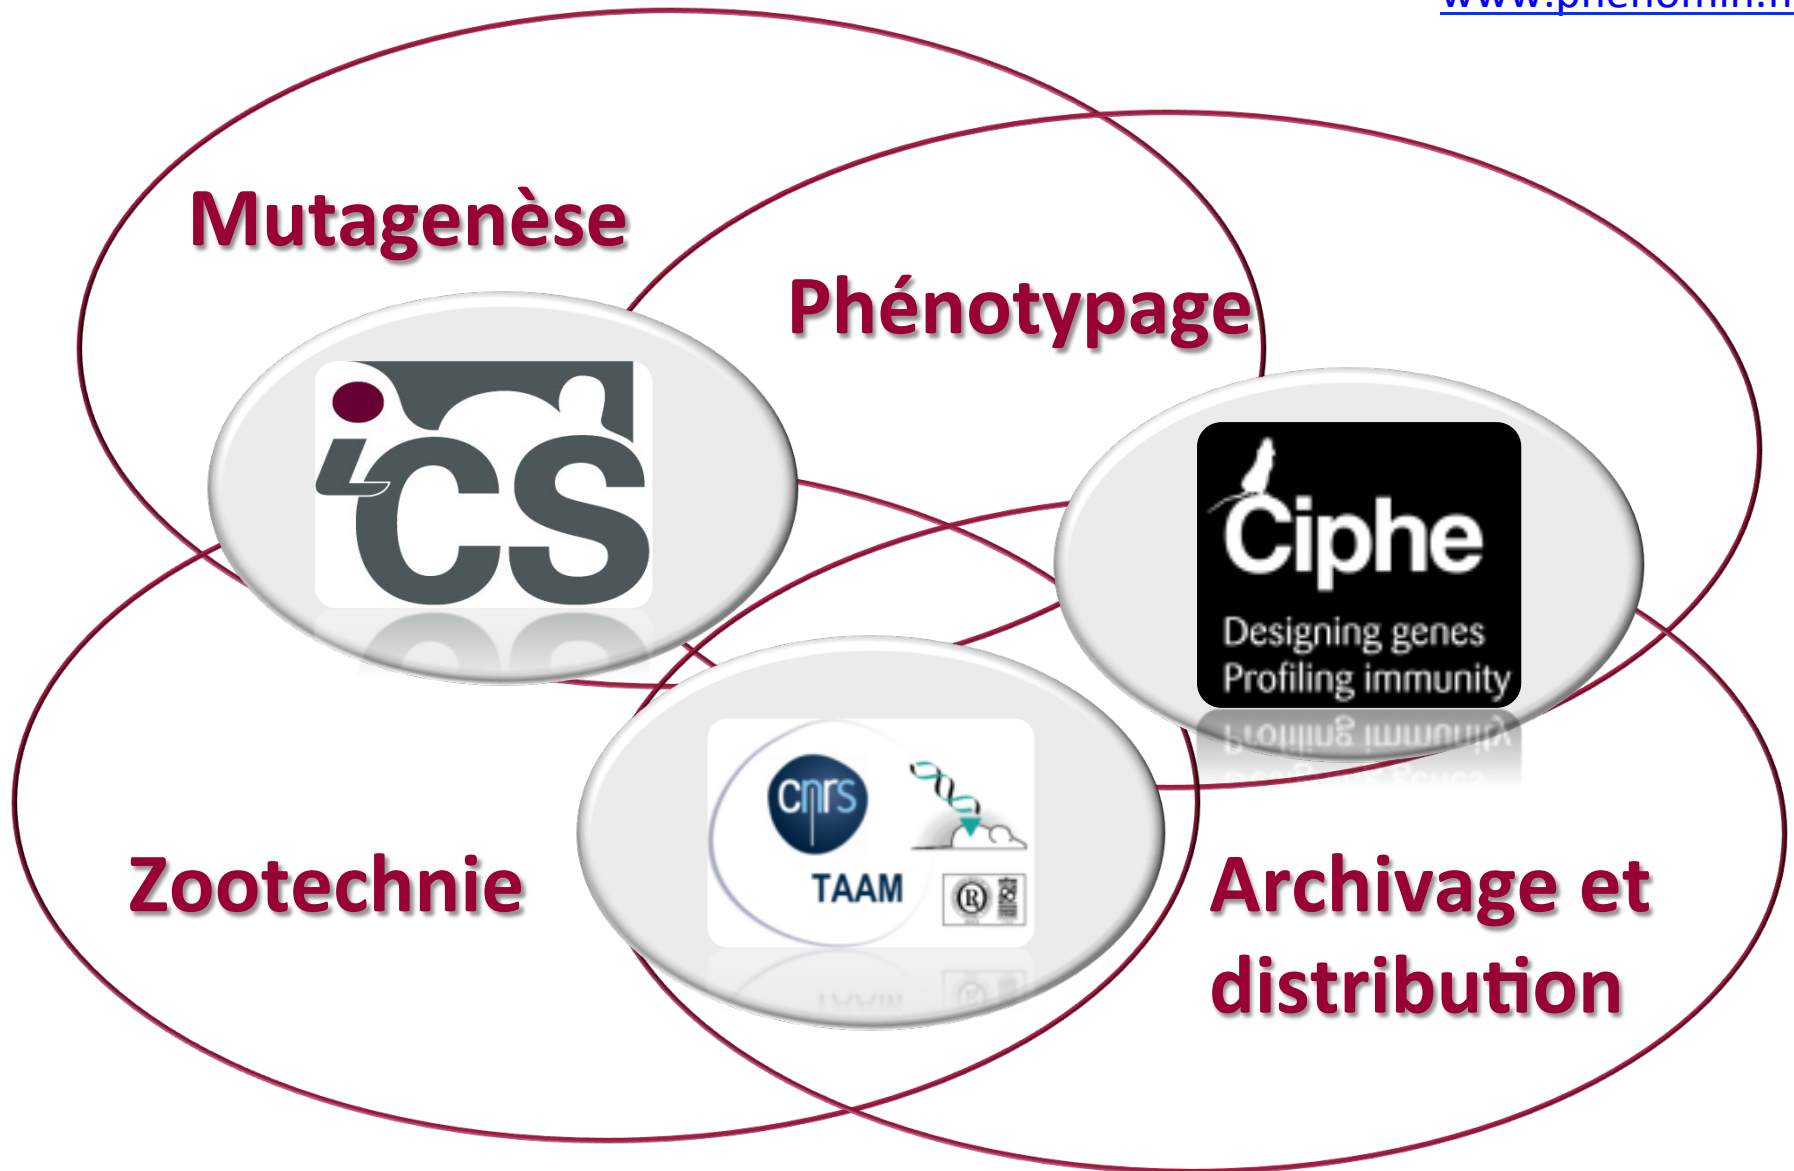 Mutagenèse
Phénotypage
iCS
Ciphe
Designing genes
Profiling immunity
cnrs
TAAM
Zootechnie
Archivage et
distribution